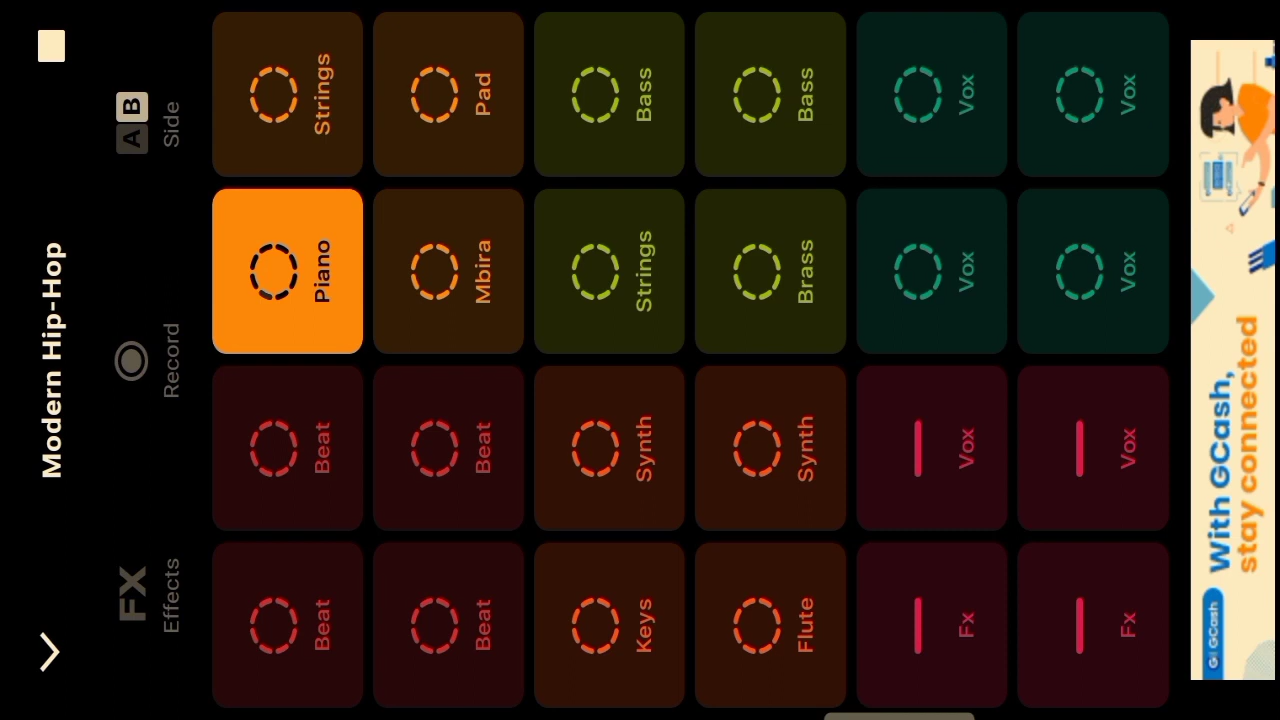 Modern Hip-Hop
FX A B
Effects Record Side
Beat Beat Piano Strings
Beat Beat Mbira Pad
Keys Synth Strings Bass
Flute Synth Brass Bass
Fx Vox Vox Vox
Fx Vox Vox Vox
GCash
With GCash,
stay connected